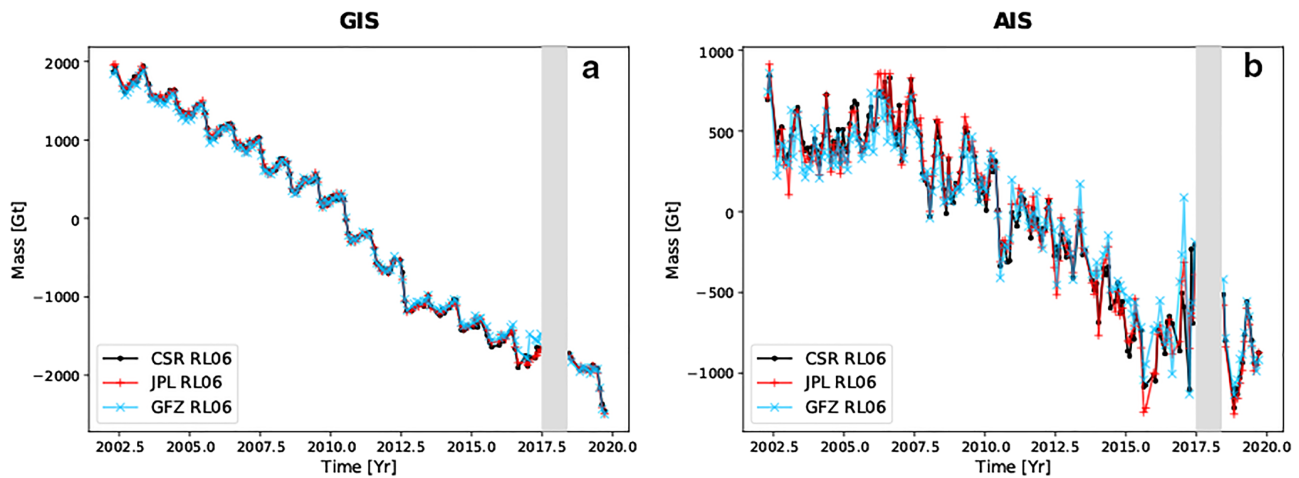 GIS
a
2000
1000
0
−1000
−2000
Mass [Gt]
CSR RL06
JPL RL06
GFZ RL06
2002.5 2005.0 2007.5 2010.0 2012.5 2015.0 2017.5 2020.0
Time [Yr]
AIS
b
1000
500
0
−500
−1000
Mass [Gt]
CSR RL06
JPL RL06
GFZ RL06
2002.5 2005.0 2007.5 2010.0 2012.5 2015.0 2017.5 2020.0
Time [Yr]